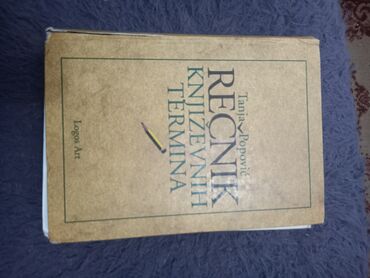 Tanja Popović
REČNIK
KNJIŽEVNIH
TERMINA
Logos Art